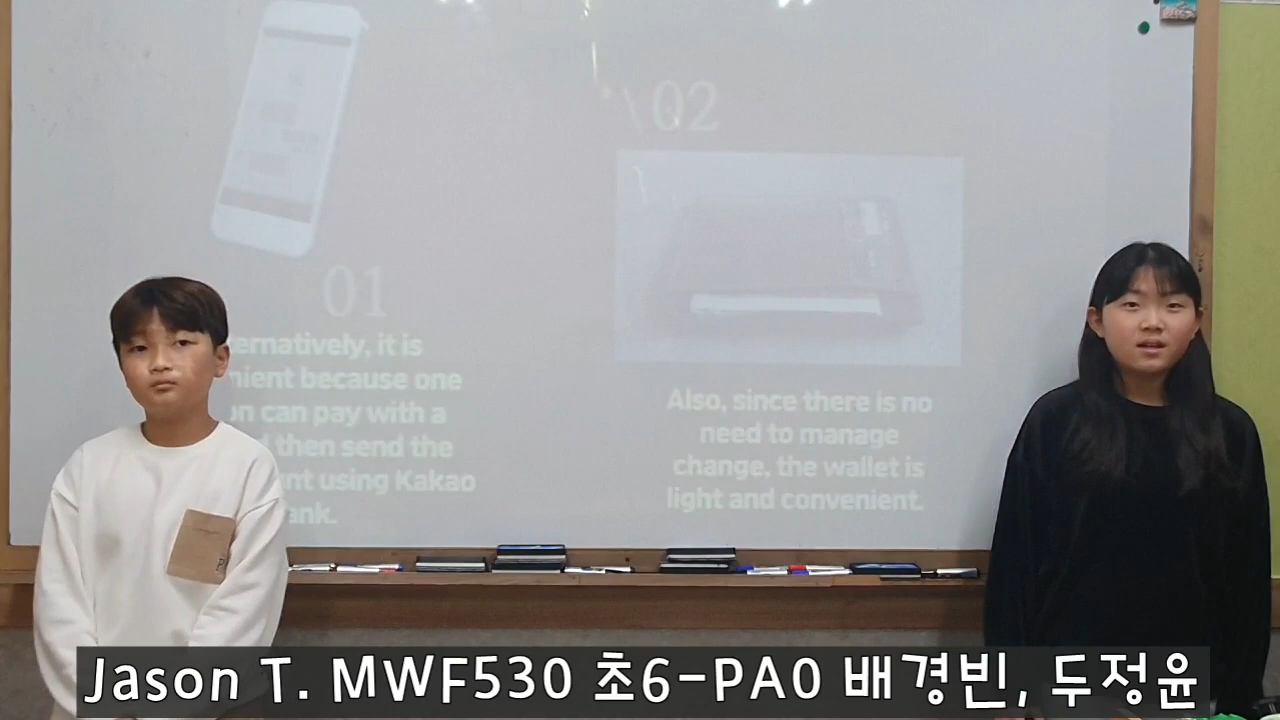 02
01
ernatively, it is
nient because one
on can pay with a
then send the
nt using Kakao
ank.
Also, since there is no
need to manage
change, the wallet is
light and convenient.
Jason T. MWF530 초6-PA0 배경빈, 두정윤